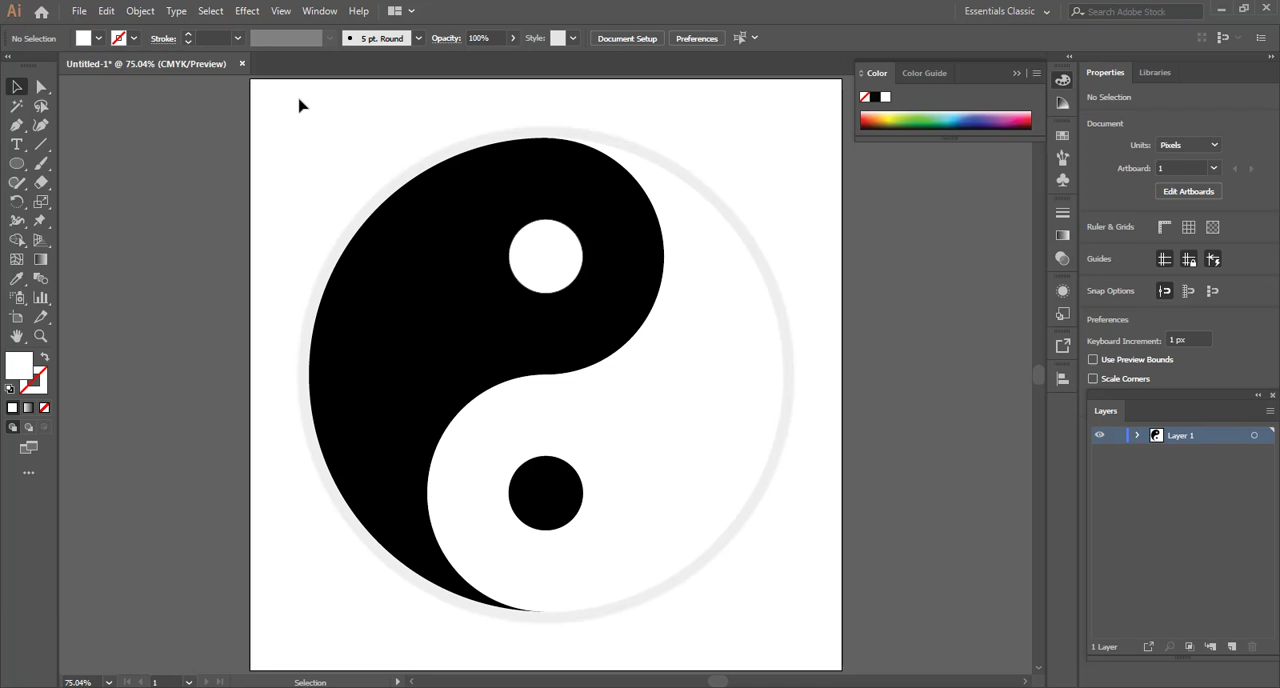 Ai File Edit Object Type Select Effect View Window Help Essentials Classic Search Adobe Stock
No Selection Stroke: 5 pt. Round Opacity: 100% Style: Document Setup Preferences
Untitled-1* @ 75.04% (CMYK/Preview)
Color Color Guide
Properties Libraries
No Selection
Document
Units: Pixels
Artboard: 1
Edit Artboards
Ruler & Grids
Guides
Snap Options
Preferences
Keyboard Increment: 1 px
Use Preview Bounds
Scale Corners
Layers
Layer 1
1 Layer
75.04% 1 Selection